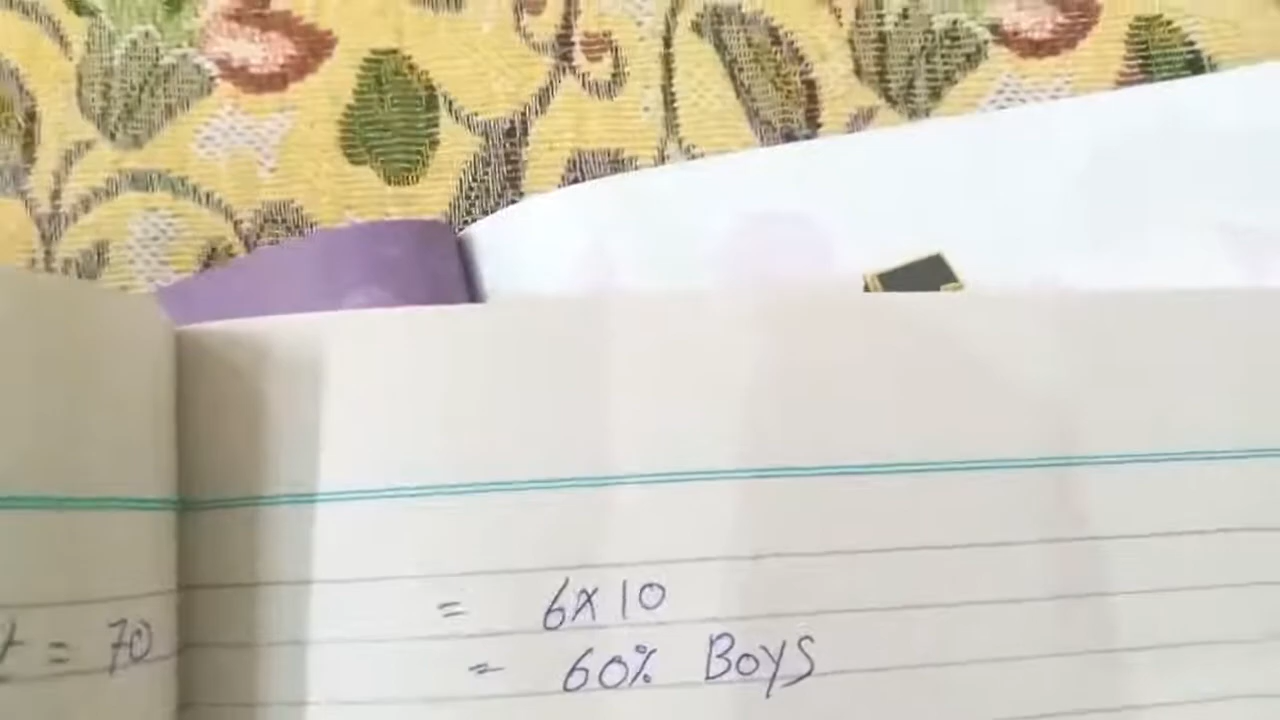 = 70
= 6x10
= 60% Boys